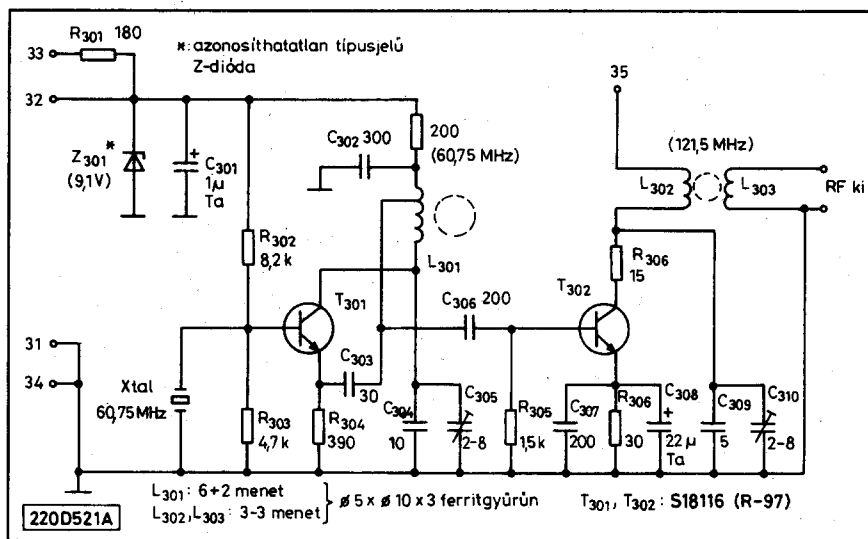 R301 180
33
*: azonosíthatatlan típusjelű
Z-dióda
32
35
C302 300
200
(60,75 MHz)
(121,5 MHz)
Z301 *
(9,1V)
+
C301
1µ
Ta
L302
L303
RF ki
R302
8,2 k
L301
R306
15
T301
C306 200
T302
31
34
C303
30
Xtal
60,75MHz
R303
4,7 k
R304
390
C304
10
C305
2-8
R305
1,5k
C307
200
R306
30
C308
+
22 µ
Ta
C309
5
C310
2-8
L301: 6+2 menet
L302, L303: 3-3 menet
ø 5 x ø 10 x 3 ferritgyűrűn
T301, T302: S18116 (R-97)
220D521A